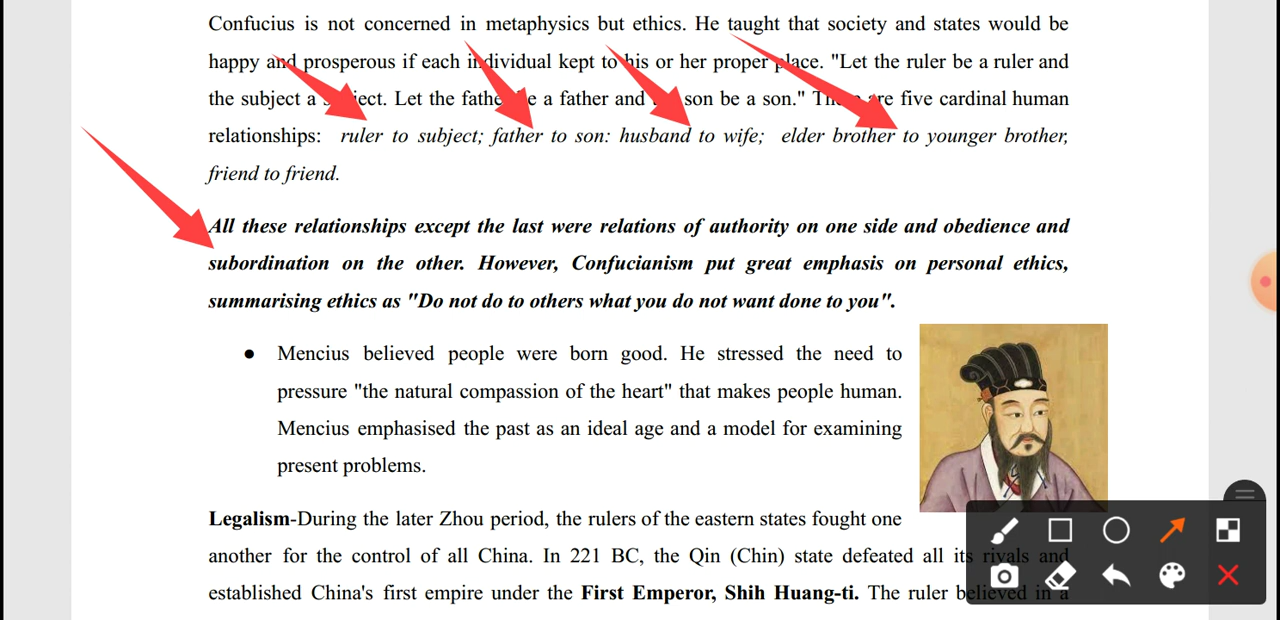 Confucius is not concerned in metaphysics but ethics. He taught that society and states would be
happy and prosperous if each individual kept to his or her proper place. "Let the ruler be a ruler and
the subject a subject. Let the father be a father and the son be a son." There are five cardinal human
relationships: ruler to subject; father to son: husband to wife; elder brother to younger brother,
friend to friend.
All these relationships except the last were relations of authority on one side and obedience and
subordination on the other. However, Confucianism put great emphasis on personal ethics,
summarising ethics as "Do not do to others what you do not want done to you".
● Mencius believed people were born good. He stressed the need to
pressure "the natural compassion of the heart" that makes people human.
Mencius emphasised the past as an ideal age and a model for examining
present problems.
Legalism-During the later Zhou period, the rulers of the eastern states fought one
another for the control of all China. In 221 BC, the Qin (Chin) state defeated all its rivals and
established China's first empire under the First Emperor, Shih Huang-ti. The ruler believed in a